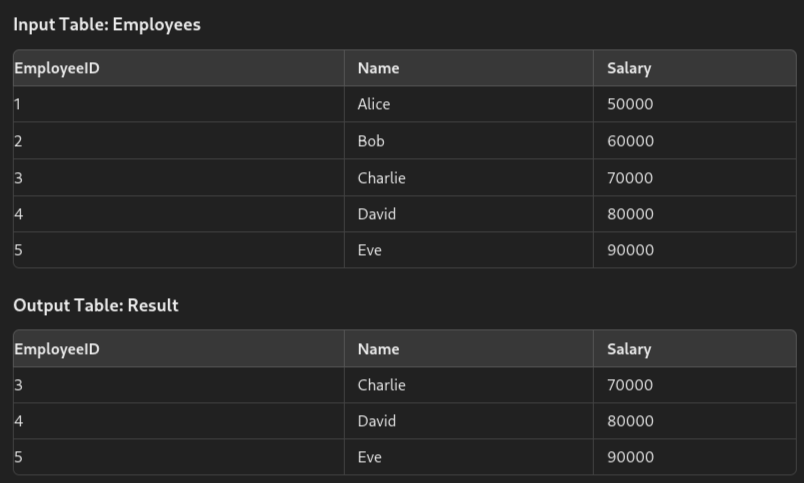 Input Table: Employees
EmployeeID Name Salary
1 Alice 50000
2 Bob 60000
3 Charlie 70000
4 David 80000
5 Eve 90000
Output Table: Result
EmployeeID Name Salary
3 Charlie 70000
4 David 80000
5 Eve 90000